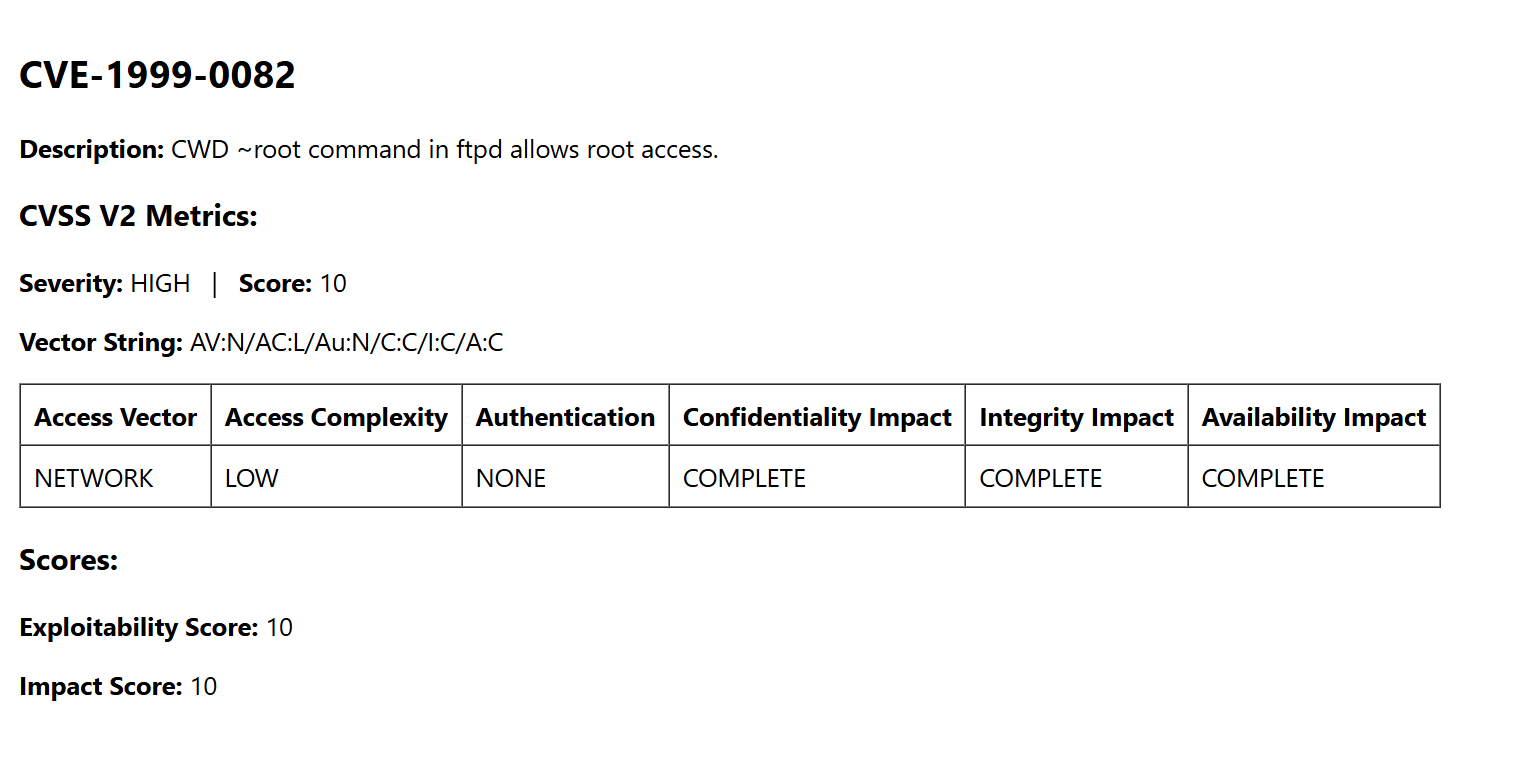 CVE-1999-0082
Description: CWD ~root command in ftpd allows root access.
CVSS V2 Metrics:
Severity: HIGH | Score: 10
Vector String: AV:N/AC:L/Au:N/C:C/I:C/A:C
Access Vector Access Complexity Authentication Confidentiality Impact Integrity Impact Availability Impact
NETWORK LOW NONE COMPLETE COMPLETE COMPLETE
Scores:
Exploitability Score: 10
Impact Score: 10